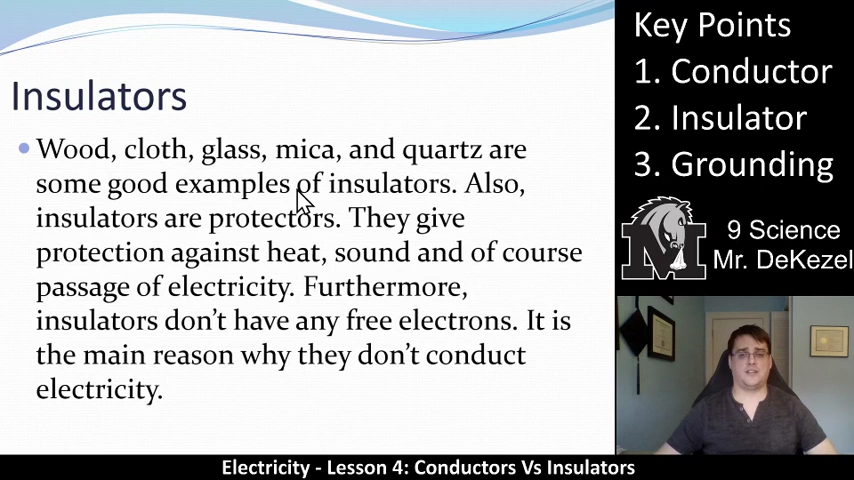 Insulators
Wood, cloth, glass, mica, and quartz are
some good examples of insulators. Also,
insulators are protectors. They give
protection against heat, sound and of course
passage of electricity. Furthermore,
insulators don’t have any free electrons. It is
the main reason why they don’t conduct
electricity.
Key Points
1. Conductor
2. Insulator
3. Grounding
M
9 Science
Mr. DeKezel
Electricity - Lesson 4: Conductors Vs Insulators